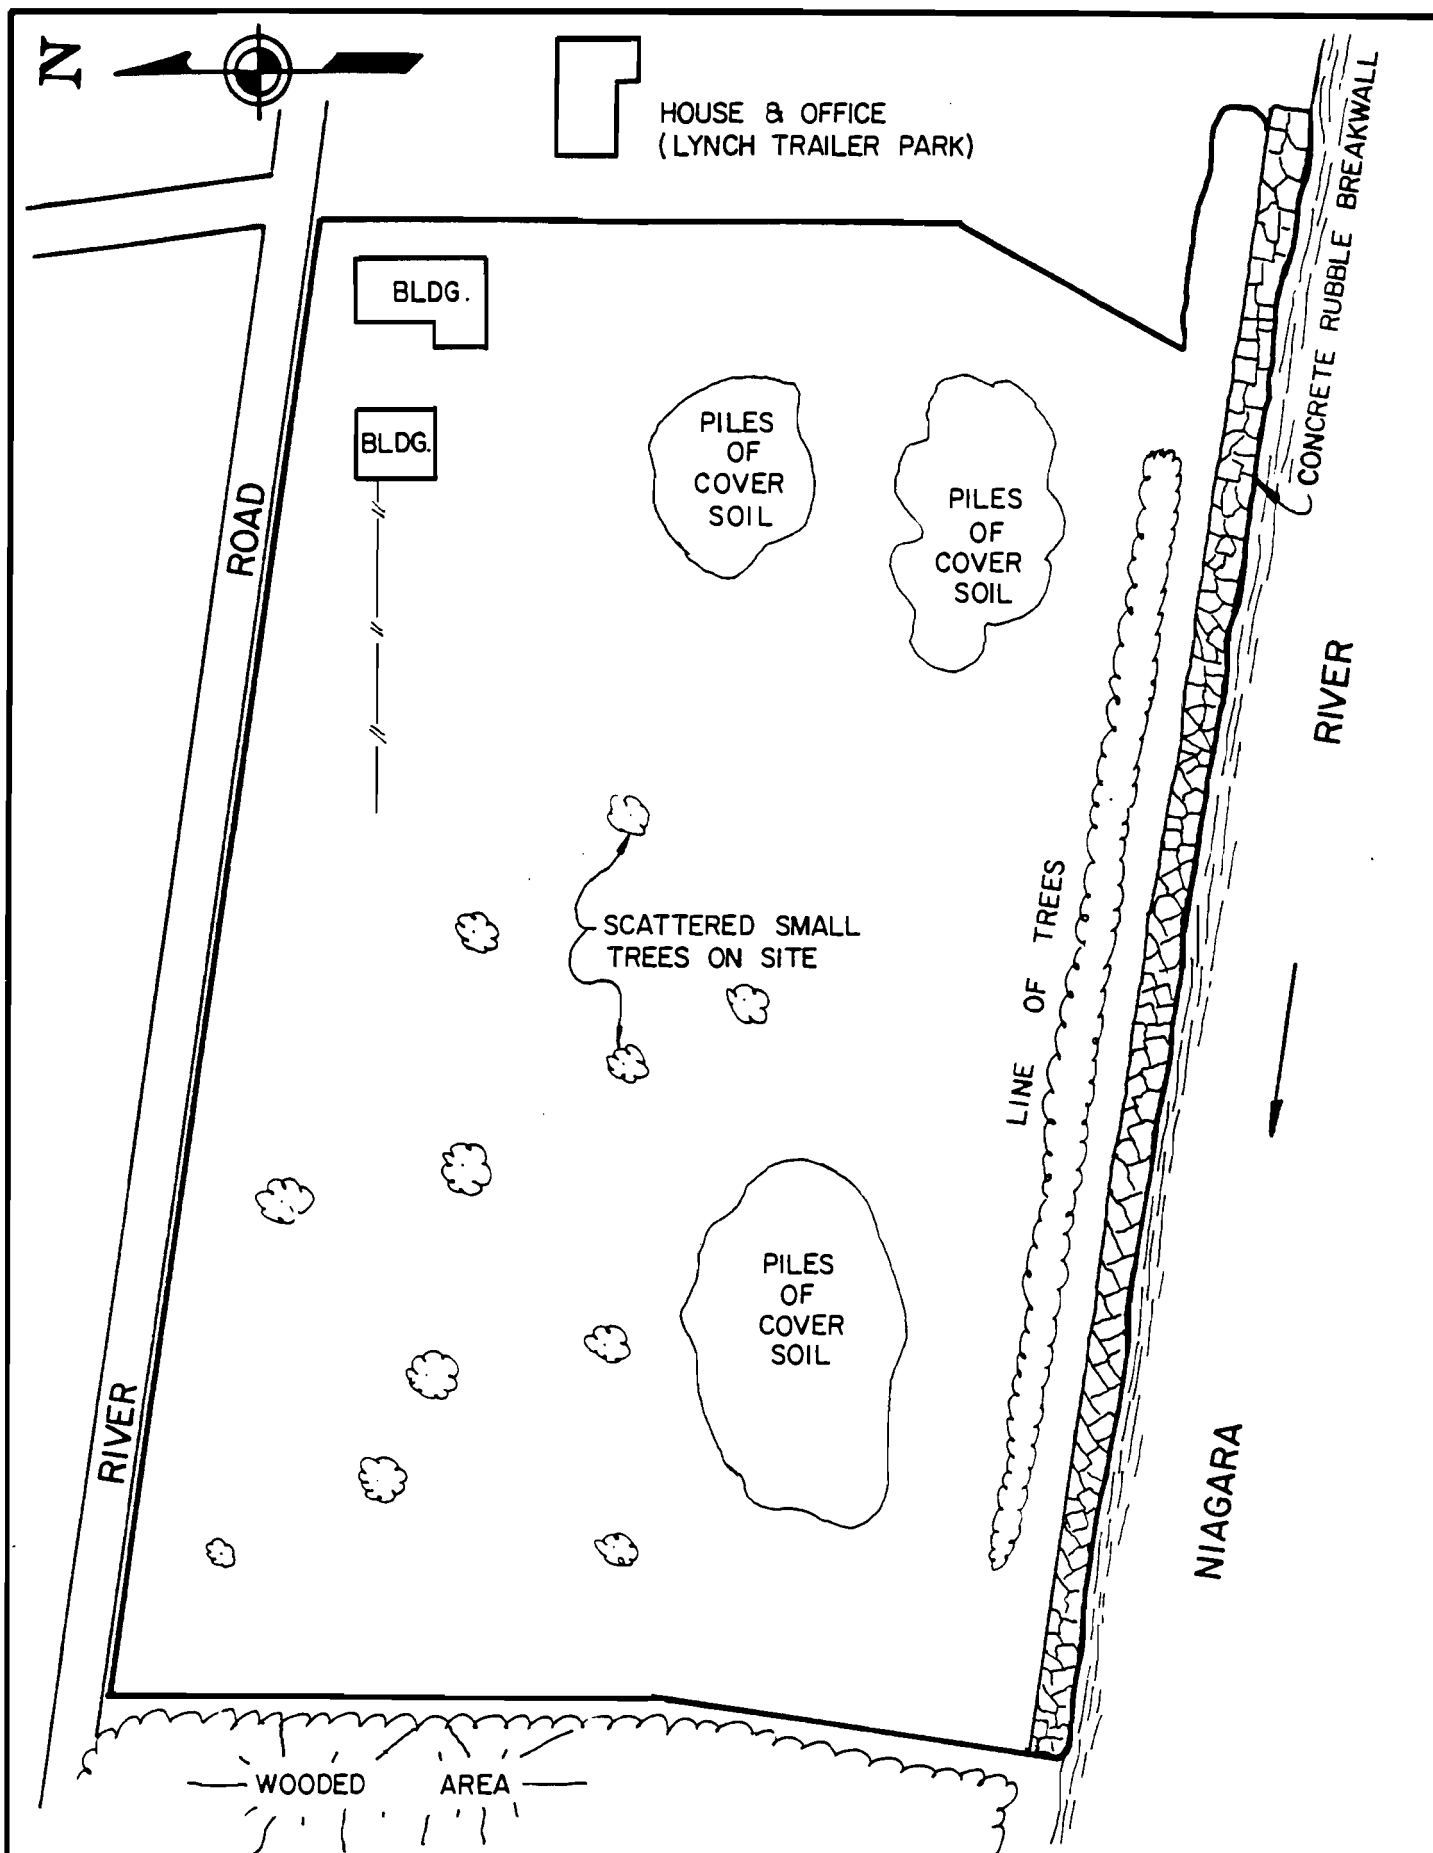 N
HOUSE & OFFICE
(LYNCH TRAILER PARK)
CONCRETE RUBBLE BREAKWALL
BLDG.
BLDG.
PILES
OF
COVER
SOIL
PILES
OF
COVER
SOIL
RIVER ROAD
SCATTERED SMALL
TREES ON SITE
LINE OF TREES
PILES
OF
COVER
SOIL
NIAGARA RIVER
WOODED AREA